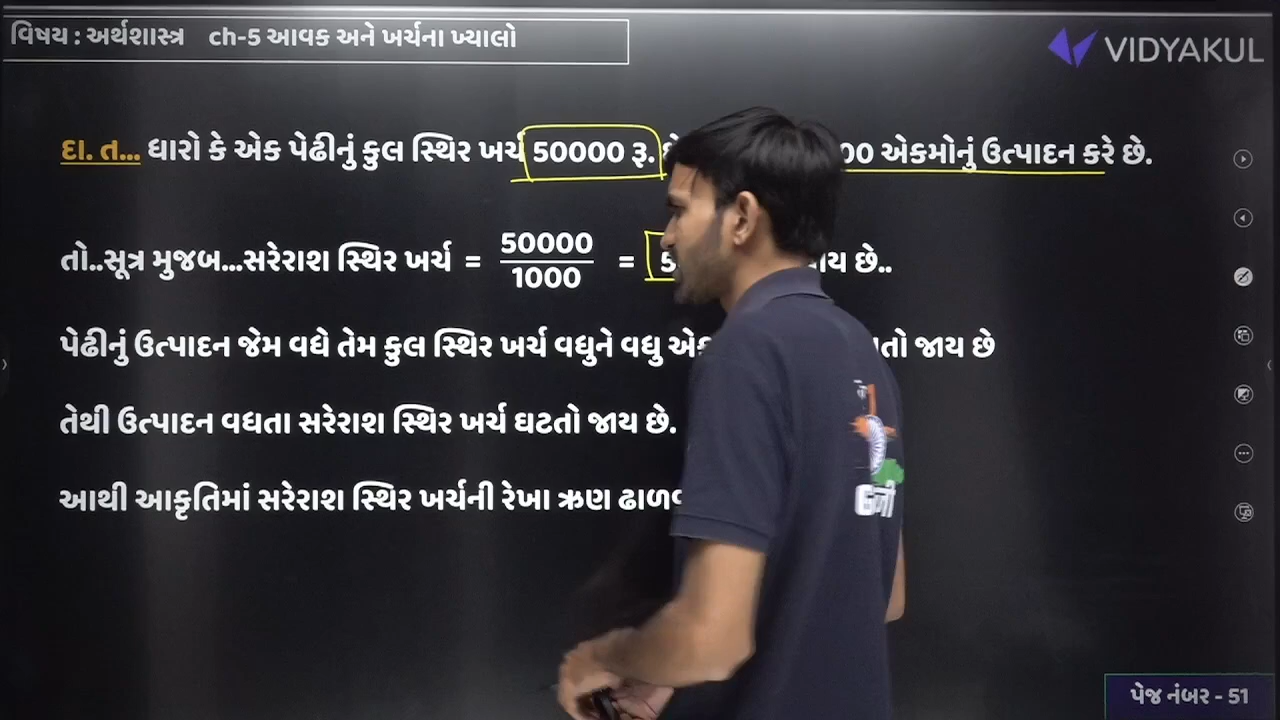 વિષય : અર્થશાસ્ત્ર ch-5 આવક અને ખર્ચના ખ્યાલો
VIDYAKUL
દા. ત... ધારો કે એક પેઢીનું કુલ સ્થિર ખર્ચ 50000 રૂ. એકમોનું ઉત્પાદન કરે છે.
તો..સૂત્ર મુજબ...સરેરાશ સ્થિર ખર્ચ = 50000 / 1000 = છે..
પેઢીનું ઉત્પાદન જેમ વધે તેમ કુલ સ્થિર ખર્ચ વધુને વધુ જાય છે
તેથી ઉત્પાદન વધતા સરેરાશ સ્થિર ખર્ચ ઘટતો જાય છે.
આથી આકૃતિમાં સરેરાશ સ્થિર ખર્ચની રેખા ઋણ
પેજ નંબર - 51